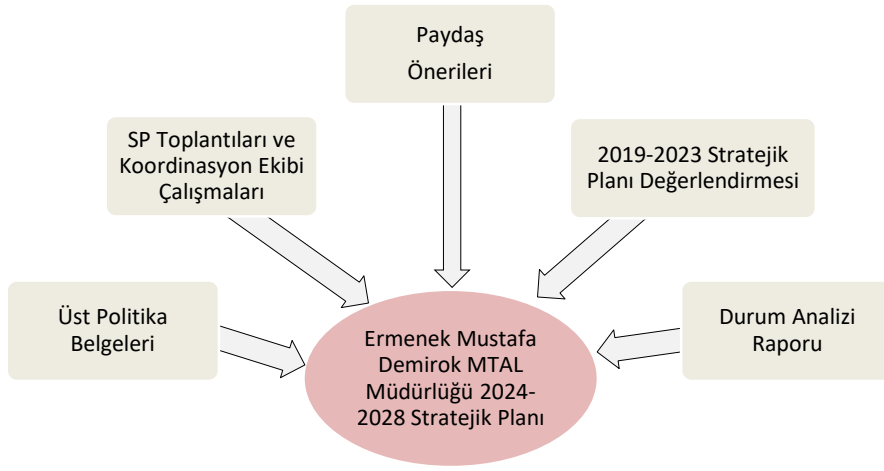 Paydaş
Önerileri
SP Toplantıları ve
Koordinasyon Ekibi
Çalışmaları
2019-2023 Stratejik
Planı Değerlendirmesi
Üst Politika
Belgeleri
Ermenek Mustafa
Demirok MTAL
Müdürlüğü 2024-
2028 Stratejik Planı
Durum Analizi
Raporu